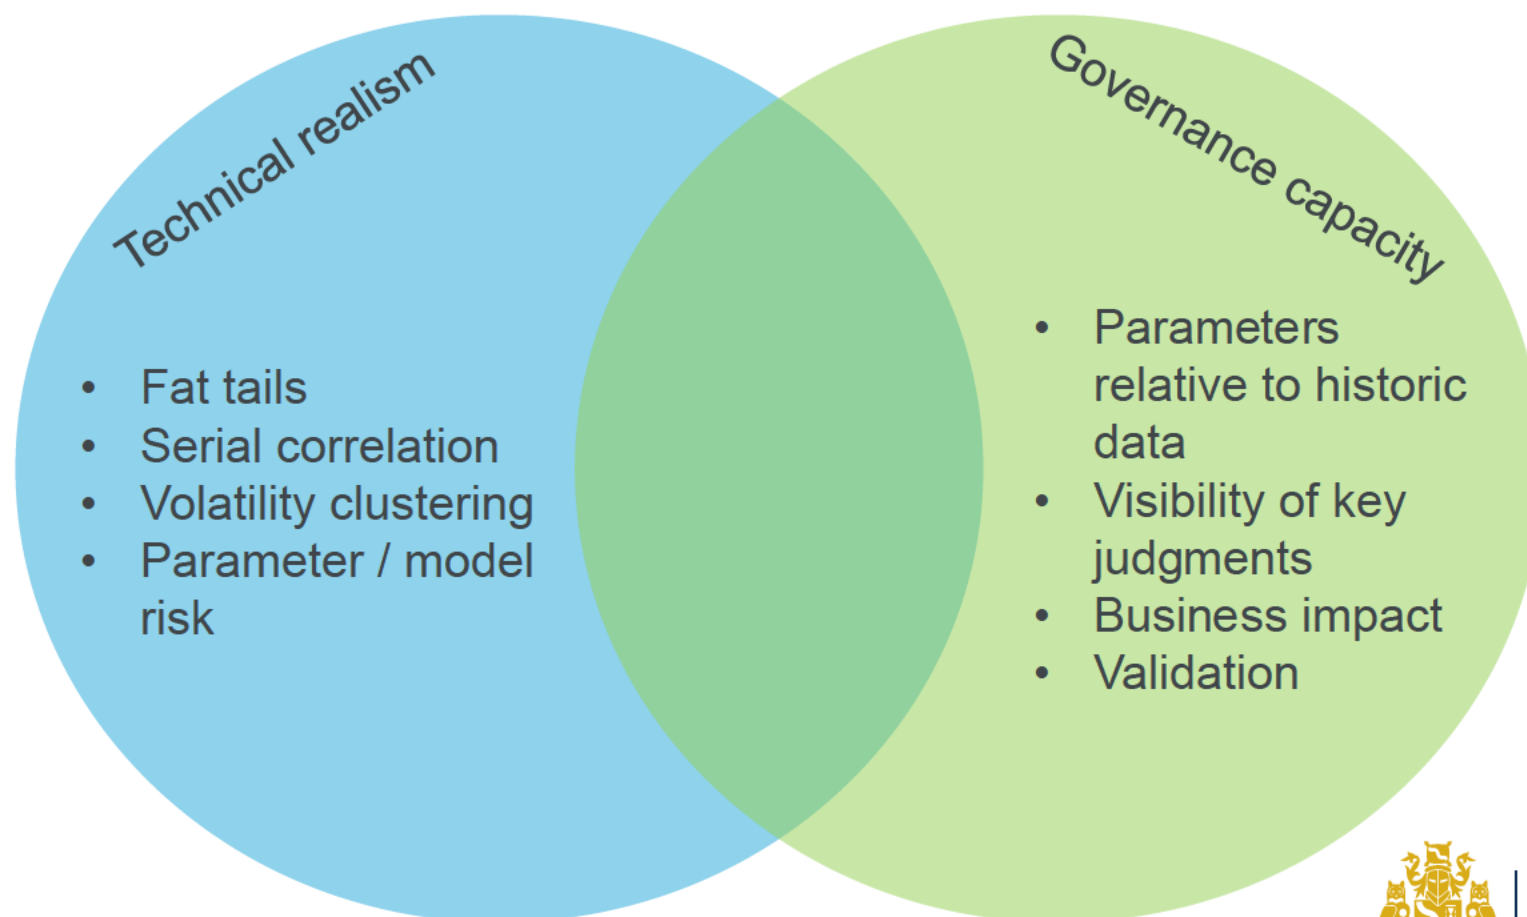 Technical realism
• Fat tails
• Serial correlation
• Volatility clustering
• Parameter / model
risk
Governance capacity
• Parameters
relative to historic
data
• Visibility of key
judgments
• Business impact
• Validation